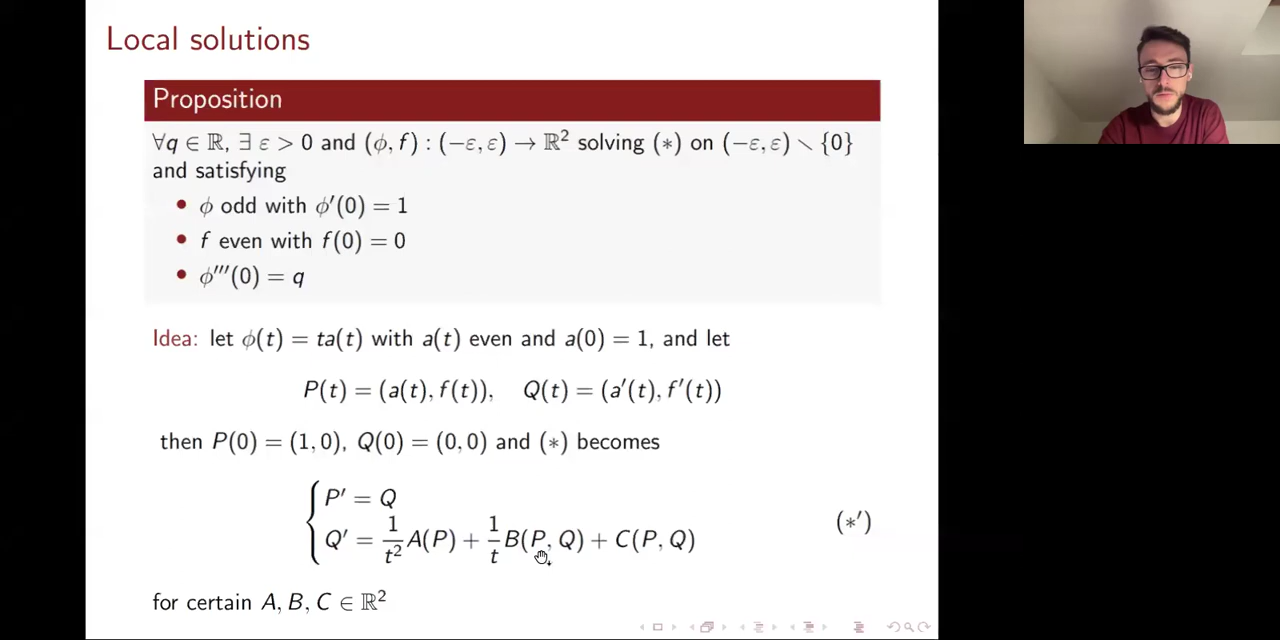 Local solutions
Proposition
∀q ∈ ℝ, ∃ ε > 0 and (ϕ, f) : (−ε, ε) → ℝ² solving (∗) on (−ε, ε) ∖ {0}
and satisfying
• ϕ odd with ϕ′(0) = 1
• f even with f(0) = 0
• ϕ′′′(0) = q
Idea: let ϕ(t) = ta(t) with a(t) even and a(0) = 1, and let
P(t) = (a(t), f(t)), Q(t) = (a′(t), f′(t))
then P(0) = (1, 0), Q(0) = (0, 0) and (∗) becomes
{ P′ = Q
Q′ = 1/t² A(P) + 1/t B(P, Q) + C(P, Q) (∗′)
for certain A, B, C ∈ ℝ²